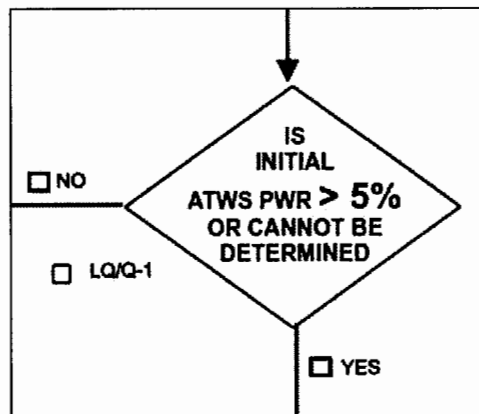 IS
INITIAL
ATWS PWR > 5%
OR CANNOT BE
DETERMINED
NO
LQ/Q-1
YES